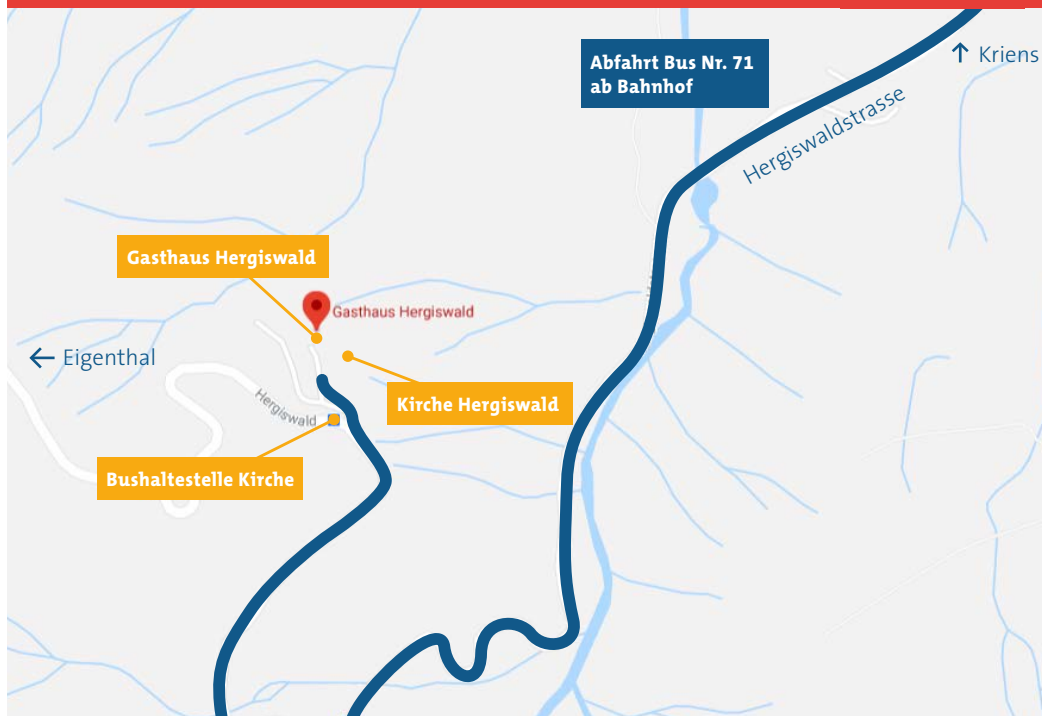 Abfahrt Bus Nr. 71
ab Bahnhof
↑ Kriens
Hergiswaldstrasse
Gasthaus Hergiswald
Gasthaus Hergiswald
← Eigenthal
Kirche Hergiswald
Hergiswald
Bushaltestelle Kirche